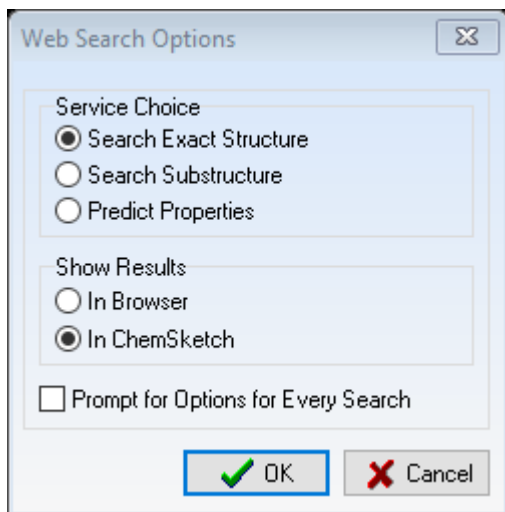 Web Search Options
Service Choice
Search Exact Structure
Search Substructure
Predict Properties
Show Results
In Browser
In ChemSketch
Prompt for Options for Every Search
OK
Cancel